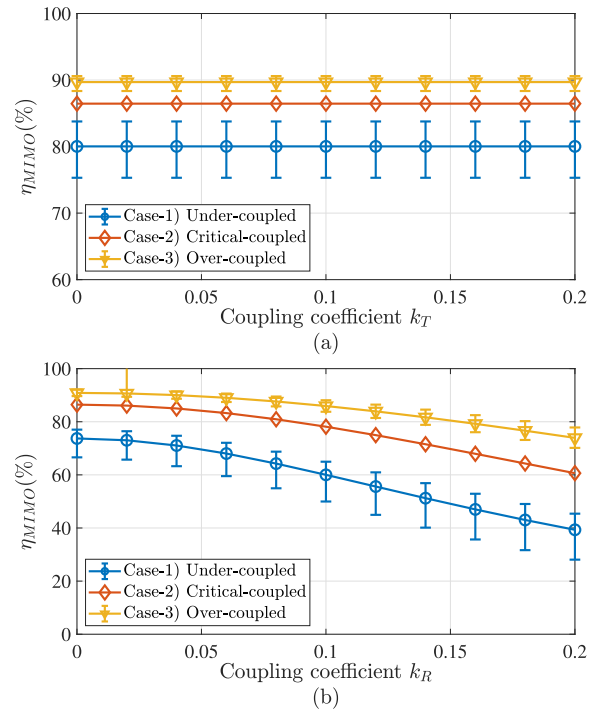 100
90
80
70
60
η_MIMO(%)
Case-1) Under-coupled
Case-2) Critical-coupled
Case-3) Over-coupled
0 0.05 0.1 0.15 0.2
Coupling coefficient k_T
(a)
100
80
60
40
20
0
η_MIMO(%)
Case-1) Under-coupled
Case-2) Critical-coupled
Case-3) Over-coupled
0 0.05 0.1 0.15 0.2
Coupling coefficient k_R
(b)